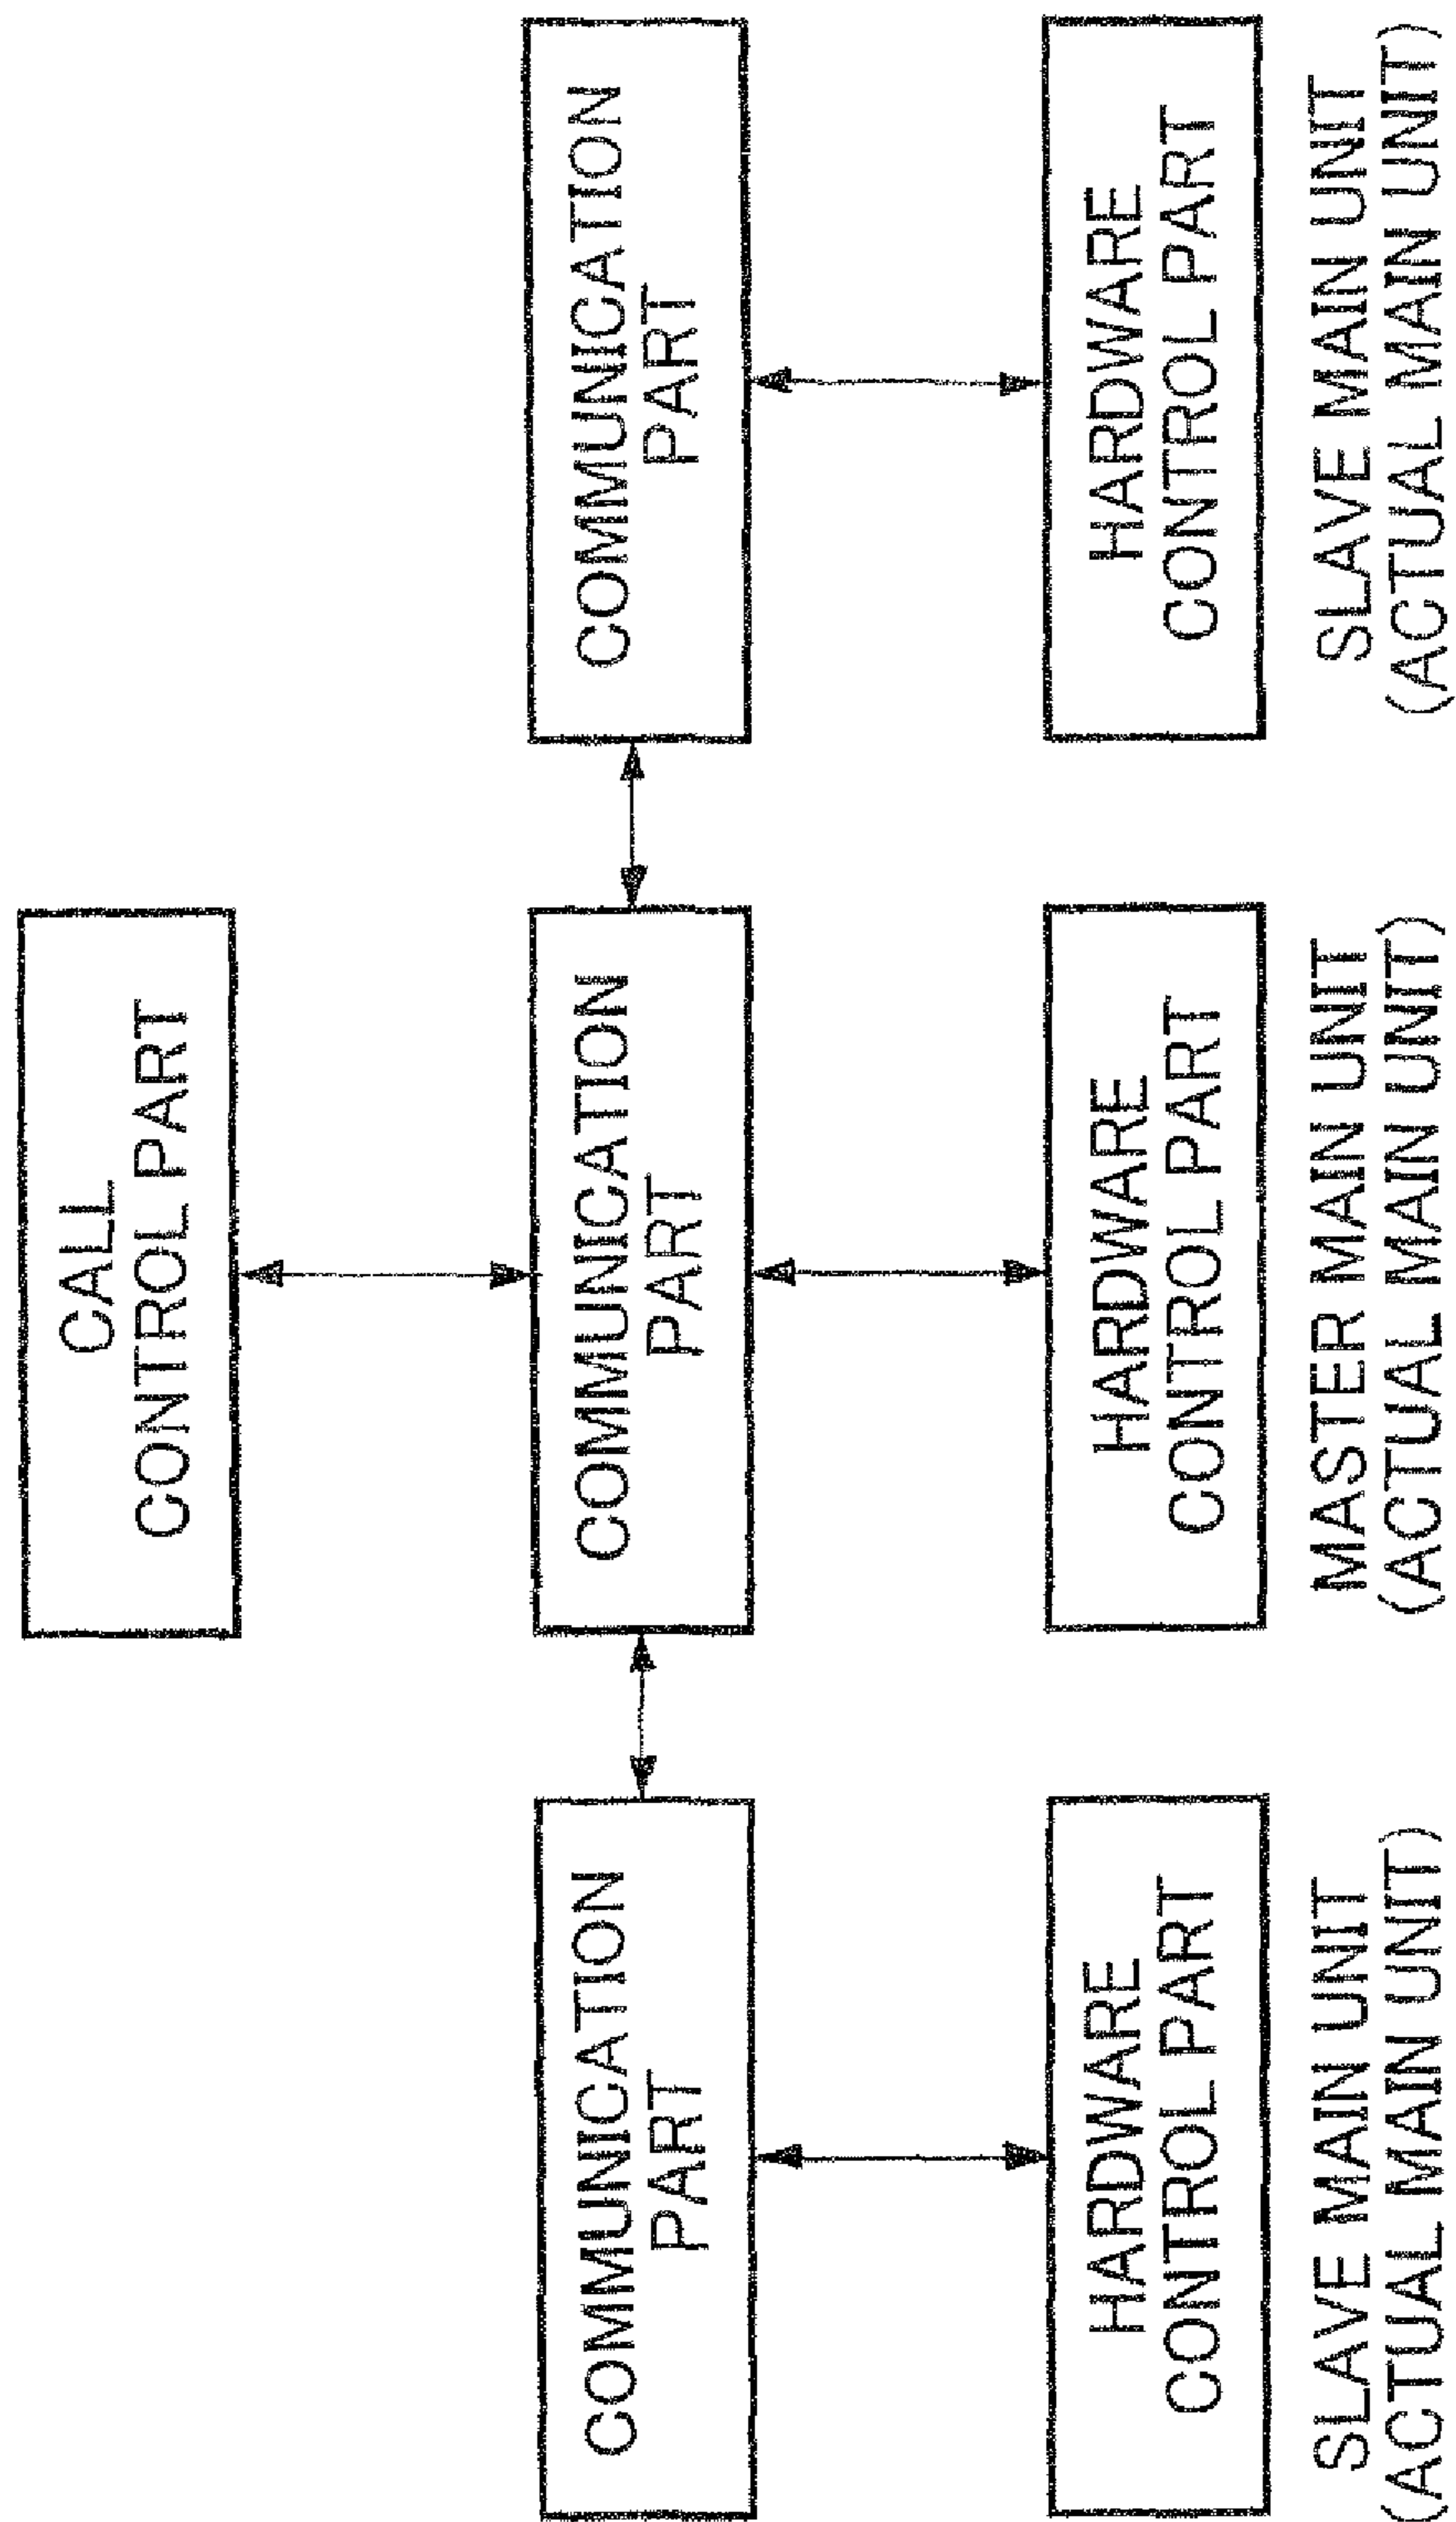 CALL
CONTROL PART
COMMUNICATION
PART
COMMUNICATION
PART
COMMUNICATION
PART
HARDWARE
CONTROL PART
HARDWARE
CONTROL PART
HARDWARE
CONTROL PART
SLAVE MAIN UNIT
(ACTUAL MAIN UNIT)
MASTER MAIN UNIT
(ACTUAL MAIN UNIT)
SLAVE MAIN UNIT
(ACTUAL MAIN UNIT)